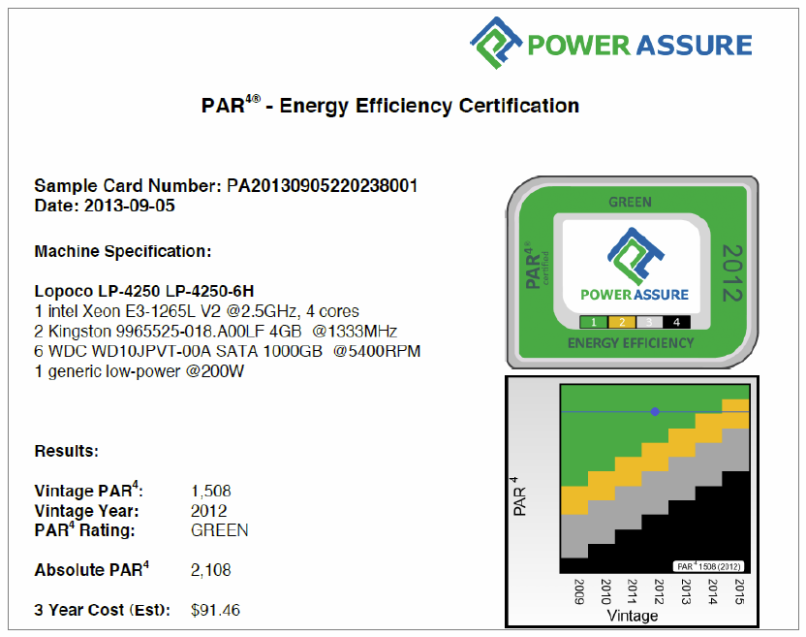 POWER ASSURE
PAR4® - Energy Efficiency Certification
Sample Card Number: PA20130905220238001
Date: 2013-09-05
Machine Specification:
Lopoco LP-4250 LP-4250-6H
1 intel Xeon E3-1265L V2 @2.5GHz, 4 cores
2 Kingston 9965525-018.A00LF 4GB @1333MHz
6 WDC WD10JPVT-00A SATA 1000GB @5400RPM
1 generic low-power @200W
Results:
Vintage PAR4: 1,508
Vintage Year: 2012
PAR4 Rating: GREEN
Absolute PAR4 2,108
3 Year Cost (Est): $91.46
GREEN
PAR4®
certified
2012
POWER ASSURE
1 2 3 4
ENERGY EFFICIENCY
PAR4
PAR4 1508 (2012)
2009 2010 2011 2012 2013 2014 2015
Vintage